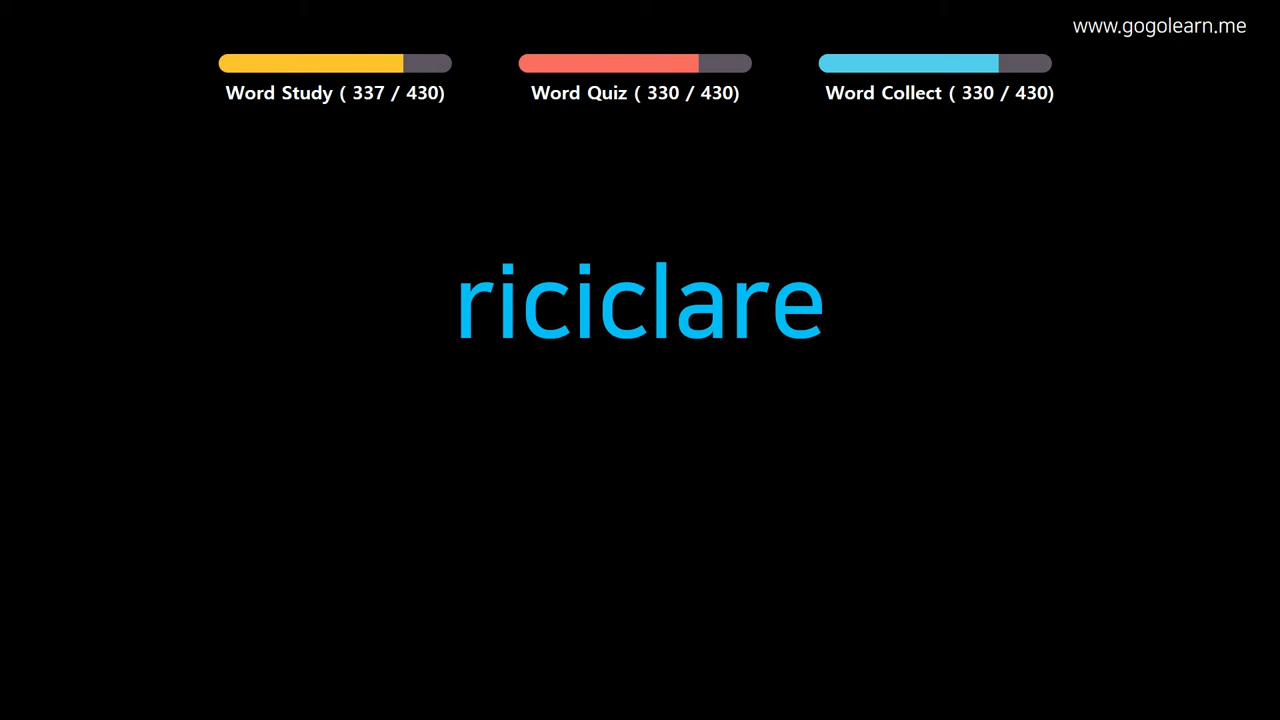 www.gogolearn.me
Word Study ( 337 / 430)
Word Quiz ( 330 / 430)
Word Collect ( 330 / 430)
riciclare